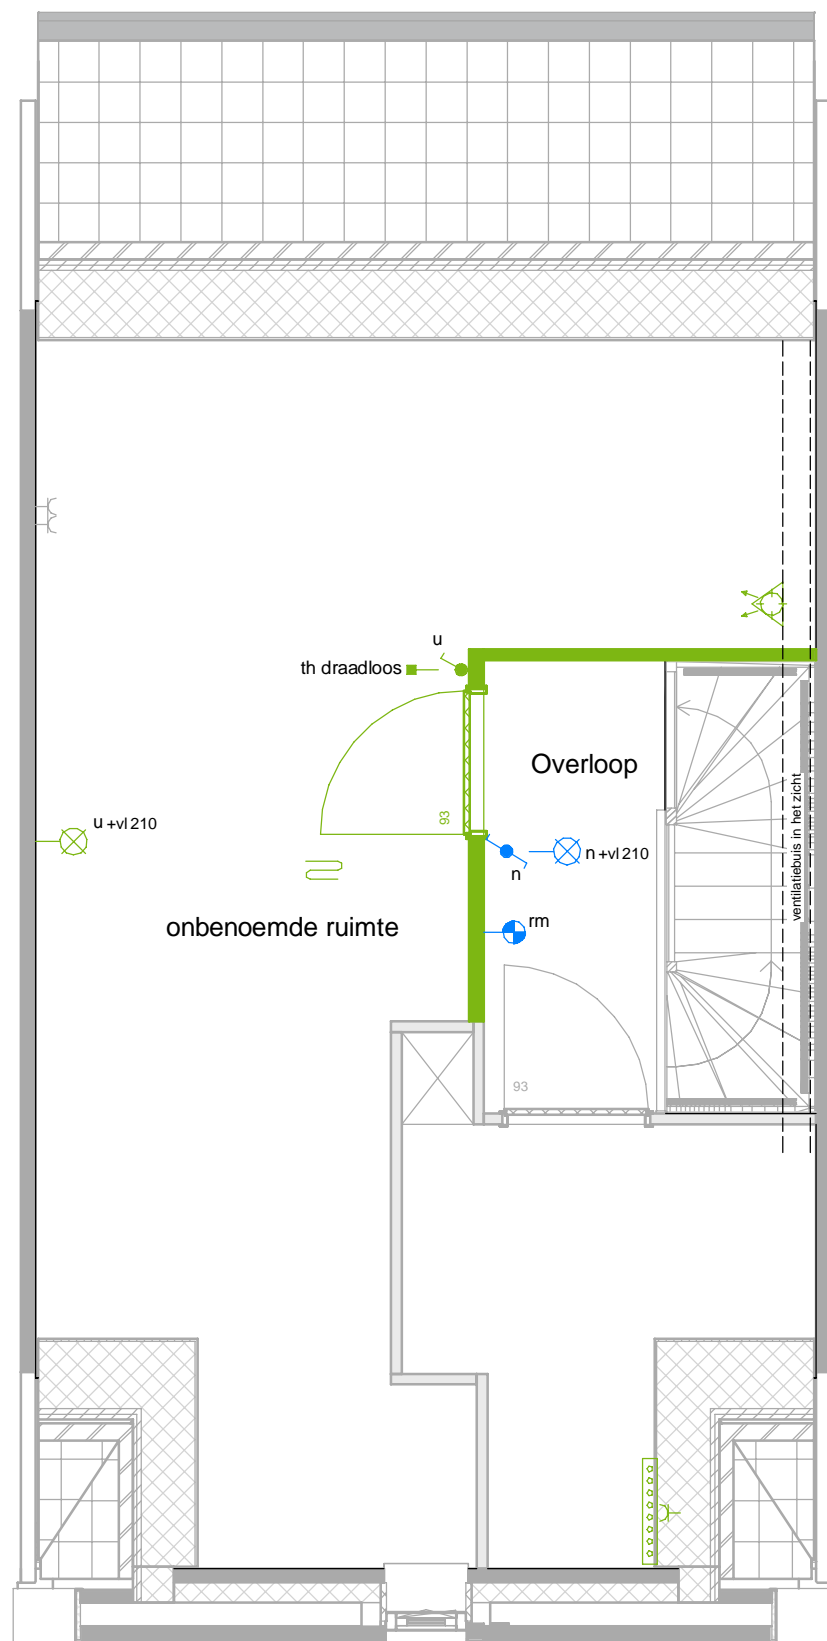 u
th draadloos
Overloop
93
u +vl 210
n +vl 210
n
ventilatiebuis in het zicht
rm
onbenoemde ruimte
93